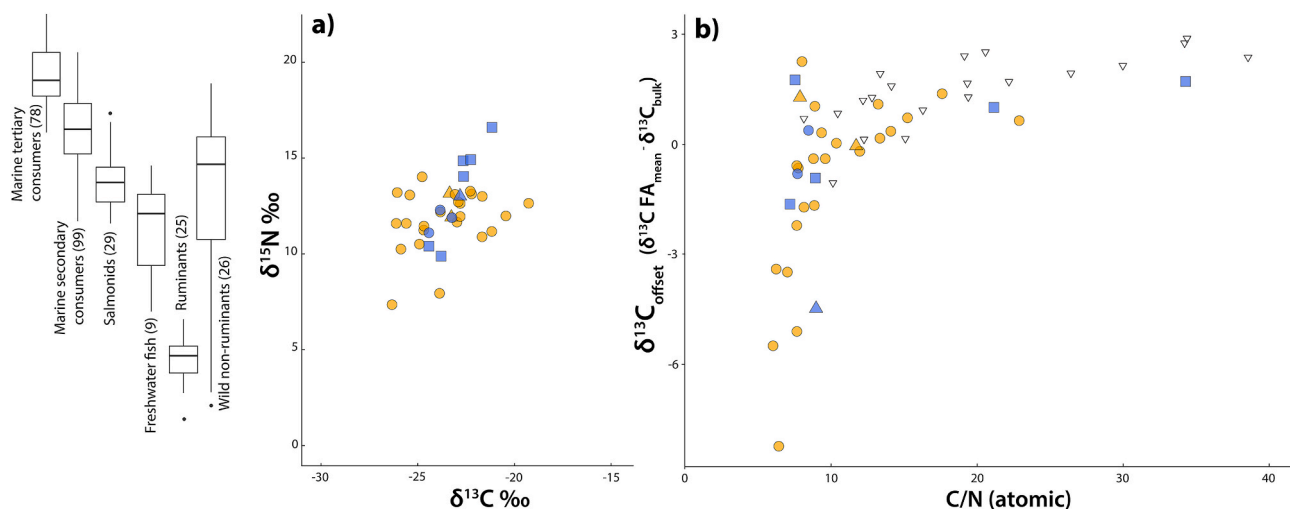 Marine tertiary
consumers (78)
Marine secondary
consumers (99)
Salmonids (29)
Freshwater fish (9)
Ruminants (25)
Wild non-ruminants (26)
a)
20
15
10
5
0
δ15N ‰
-30
-25
-20
-15
δ13C ‰
b)
3
0
-3
-6
δ13Coffset (δ13C FAmean - δ13Cbulk)
0
10
20
30
40
C/N (atomic)